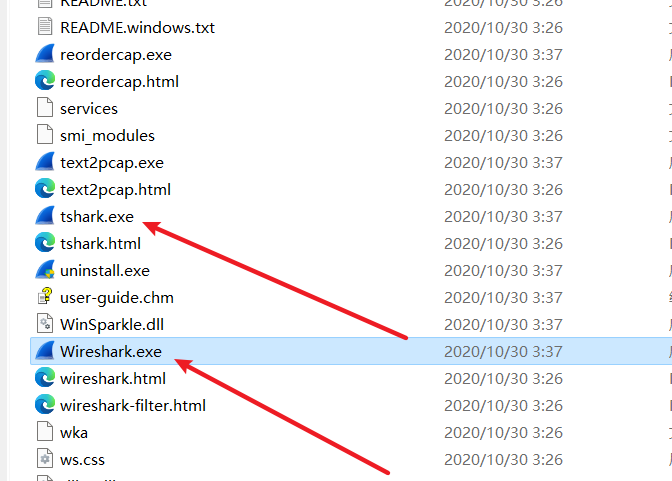 README.txt 2020/10/30 3:26
README.windows.txt 2020/10/30 3:26
reordercap.exe 2020/10/30 3:37
reordercap.html 2020/10/30 3:26
services 2020/10/30 3:26
smi_modules 2020/10/30 3:26
text2pcap.exe 2020/10/30 3:37
text2pcap.html 2020/10/30 3:26
tshark.exe 2020/10/30 3:37
tshark.html 2020/10/30 3:26
uninstall.exe 2020/10/30 3:37
user-guide.chm 2020/10/30 3:26
WinSparkle.dll 2020/10/30 3:26
Wireshark.exe 2020/10/30 3:37
wireshark.html 2020/10/30 3:26
wireshark-filter.html 2020/10/30 3:26
wka 2020/10/30 3:26
ws.css 2020/10/30 3:26